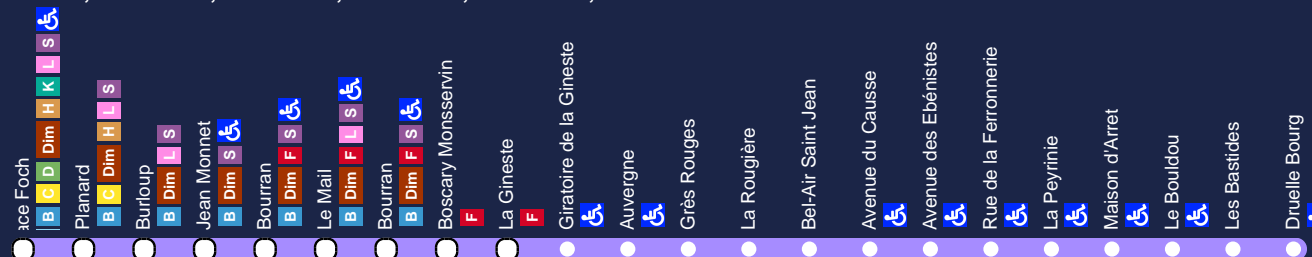 ace Foch
B C D Dim H K L S
Planard
B C Dim H L S
Burloup
B Dim L S
Jean Monnet
B Dim S
Bourran
B Dim F S
Le Mail
B Dim F L S
Bourran
B Dim F S
Boscary Monsservin
F
La Gineste
F
Giratoire de la Gineste
Auvergne
Grès Rouges
La Rougière
Bel-Air Saint Jean
Avenue du Causse
Avenue des Ebénistes
Rue de la Ferronnerie
La Peyrinie
Maison d'Arret
Le Bouldou
Les Bastides
Druelle Bourg